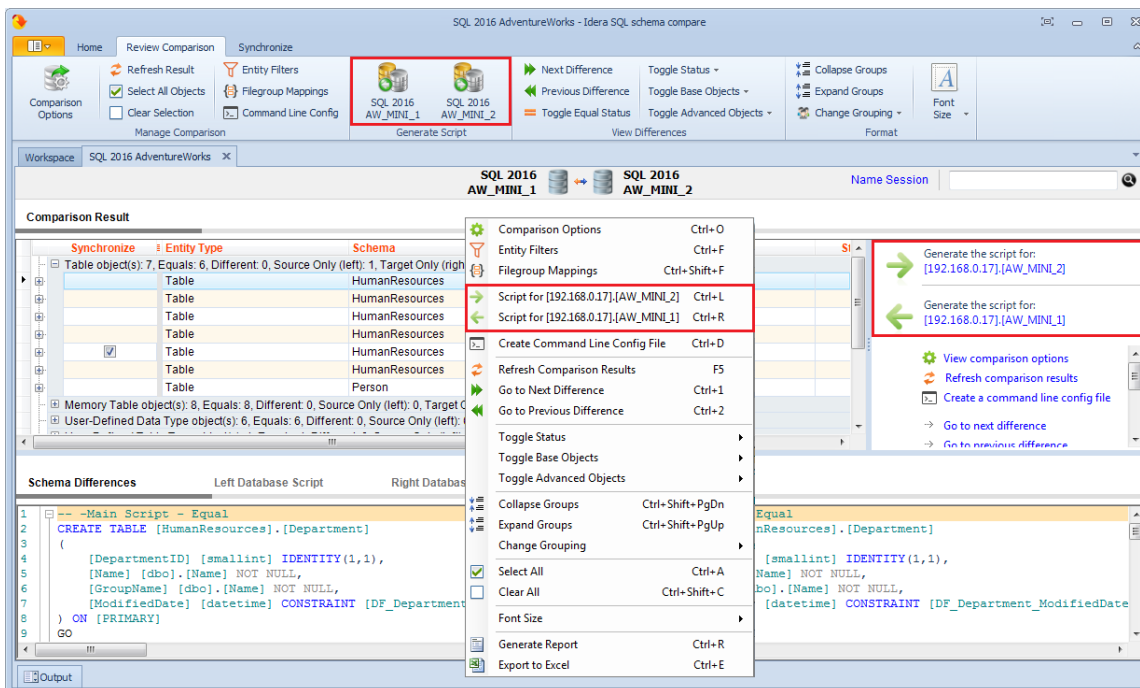 SQL 2016 AdventureWorks - Idera SQL schema compare
Home Review Comparison Synchronize
Comparison Options
Refresh Result
Select All Objects
Clear Selection
Entity Filters
Filegroup Mappings
Command Line Config
Manage Comparison
SQL 2016 AW_MINI_1
SQL 2016 AW_MINI_2
Generate Script
Next Difference
Previous Difference
Toggle Equal Status
Toggle Status
Toggle Base Objects
Toggle Advanced Objects
View Differences
Collapse Groups
Expand Groups
Change Grouping
Format
A
Font Size
Workspace SQL 2016 AdventureWorks X
SQL 2016 AW_MINI_1
SQL 2016 AW_MINI_2
Name Session
Comparison Result
Synchronize Entity Type Schema
Table object(s): 7, Equals: 6, Different: 0, Source Only (left): 1, Target Only (righ
Table HumanResources
Table HumanResources
Table HumanResources
Table HumanResources
Table HumanResources
Table HumanResources
Table Person
Memory Table object(s): 8, Equals: 8, Different: 0, Source Only (left): 0, Target
User-Defined Data Type object(s): 6, Equals: 6, Different: 0, Source Only (left):
Comparison Options Ctrl+O
Entity Filters Ctrl+F
Filegroup Mappings Ctrl+Shift+F
Script for [192.168.0.17].[AW_MINI_2] Ctrl+L
Script for [192.168.0.17].[AW_MINI_1] Ctrl+R
Create Command Line Config File Ctrl+D
Refresh Comparison Results F5
Go to Next Difference Ctrl+1
Go to Previous Difference Ctrl+2
Toggle Status
Toggle Base Objects
Toggle Advanced Objects
Collapse Groups Ctrl+Shift+PgDn
Expand Groups Ctrl+Shift+PgUp
Change Grouping
Select All Ctrl+A
Clear All Ctrl+Shift+C
Font Size
Generate Report Ctrl+R
Export to Excel Ctrl+E
Generate the script for:
[192.168.0.17].[AW_MINI_2]
Generate the script for:
[192.168.0.17].[AW_MINI_1]
View comparison options
Refresh comparison results
Create a command line config file
Go to next difference
Go to previous difference
Schema Differences Left Database Script Right Databas
1 -- -Main Script - Equal
2 CREATE TABLE [HumanResources].[Department]
3 (
4 [DepartmentID] [smallint] IDENTITY(1,1),
5 [Name] [dbo].[Name] NOT NULL,
6 [GroupName] [dbo].[Name] NOT NULL,
7 [ModifiedDate] [datetime] CONSTRAINT [DF_Department
8 ) ON [PRIMARY]
9 GO
Equal
nResources].[Department]
[smallint] IDENTITY(1,1),
Name] NOT NULL,
bo].[Name] NOT NULL,
[datetime] CONSTRAINT [DF_Department_ModifiedDate
Output